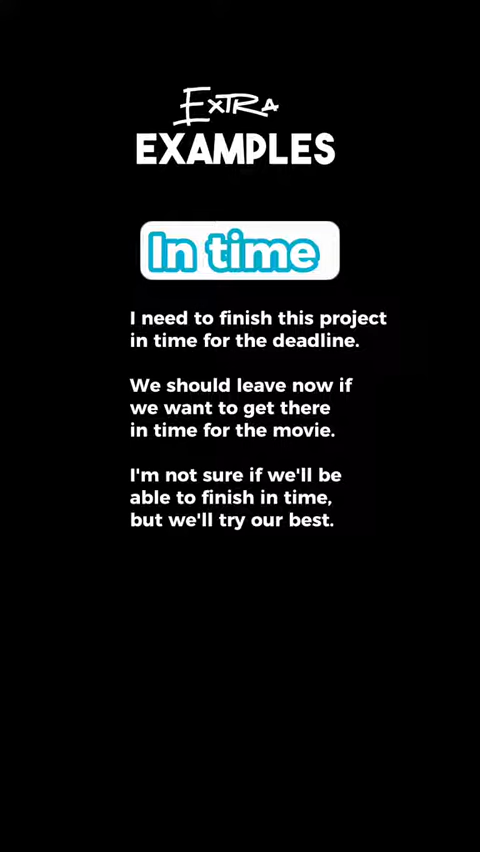 EXTRA
EXAMPLES
In time
I need to finish this project
in time for the deadline.
We should leave now if
we want to get there
in time for the movie.
I'm not sure if we'll be
able to finish in time,
but we'll try our best.